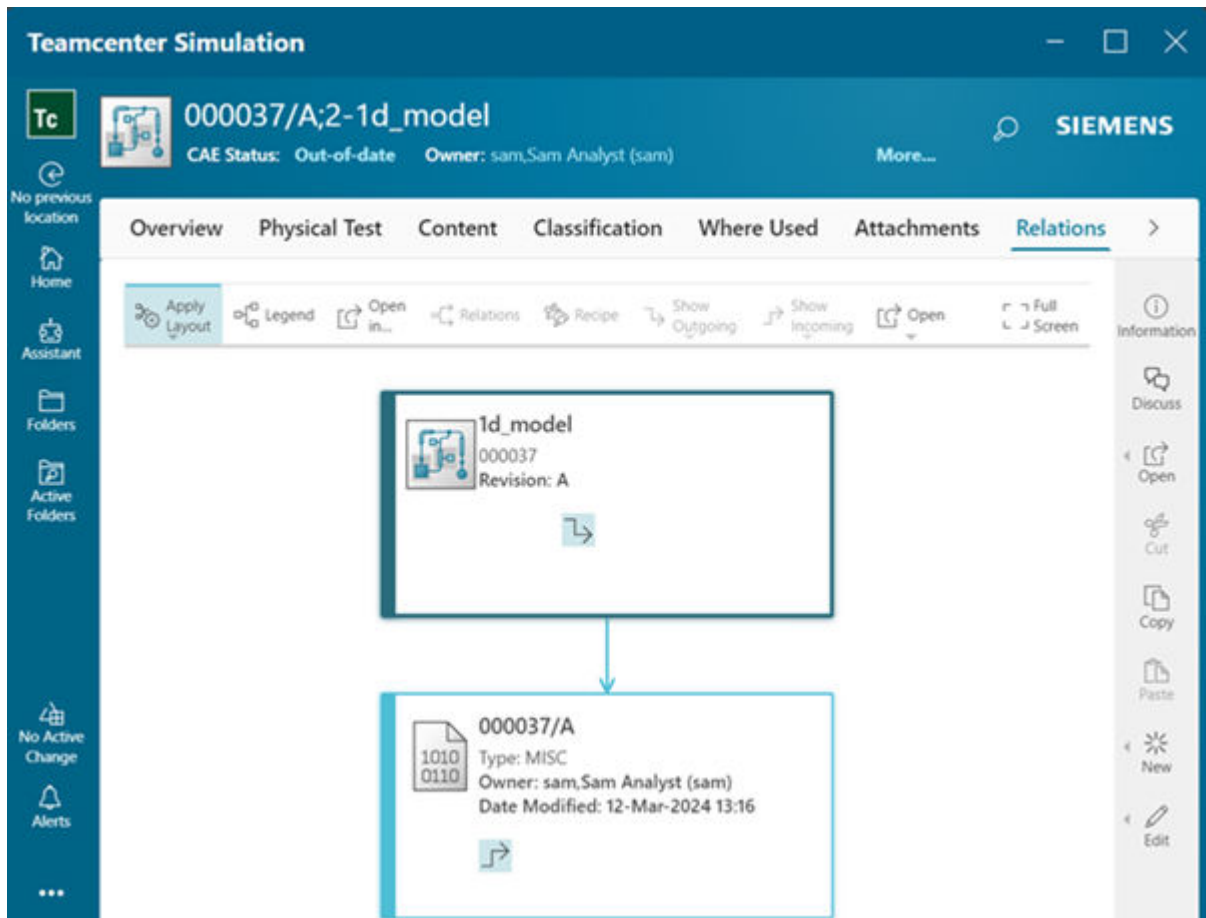 Teamcenter Simulation
Tc
000037/A;2-1d_model
SIEMENS
CAE Status: Out-of-date Owner: sam,Sam Analyst (sam) More...
No previous
location
Home
Assistant
Folders
Active
Folders
No Active
Change
Alerts
Overview Physical Test Content Classification Where Used Attachments Relations
Apply
Layout
Legend
Open
in...
Relations
Recipe
Show
Outgoing
Show
Incoming
Open
Full
Screen
1d_model
000037
Revision: A
1010
0110
000037/A
Type: MISC
Owner: sam,Sam Analyst (sam)
Date Modified: 12-Mar-2024 13:16
Information
Discuss
Open
Cut
Copy
Paste
New
Edit